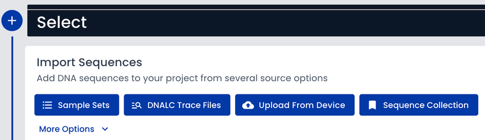 Select
Import Sequences
Add DNA sequences to your project from several source options
Sample Sets DNALC Trace Files Upload From Device Sequence Collection
More Options